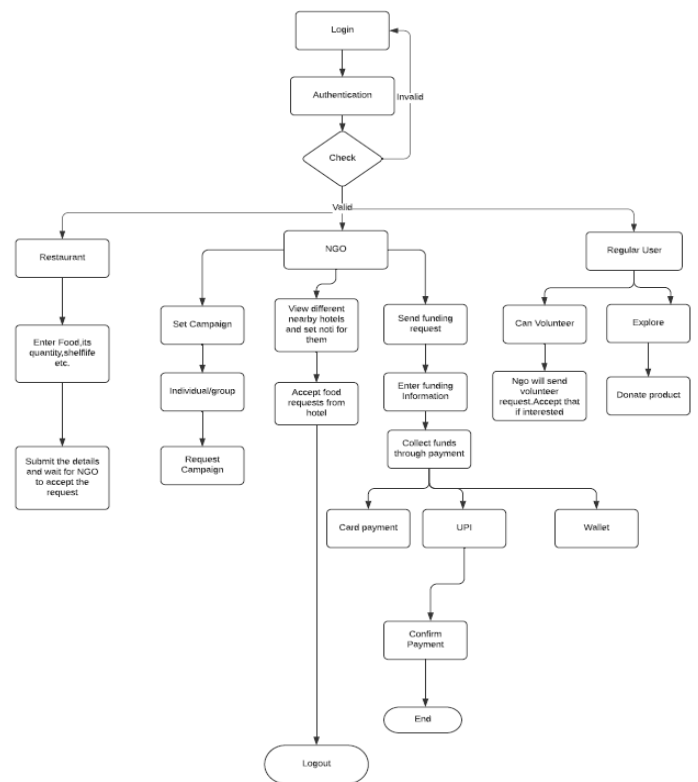 Login
Authentication
Invalid
Check
Valid
Restaurant
NGO
Regular User
Enter Food,its
quantity,shelflife
etc.
Set Campaign
View different
nearby hotels
and set noti for
them
Send funding
request
Can Volunteer
Explore
Individual/group
Accept food
requests from
hotel
Enter funding
Information
Ngo will send
volunteer
request.Accept that
if interested
Donate product
Submit the details
and wait for NGO
to accept the
request
Request
Campaign
Collect funds
through payment
Card payment
UPI
Wallet
Confirm
Payment
End
Logout